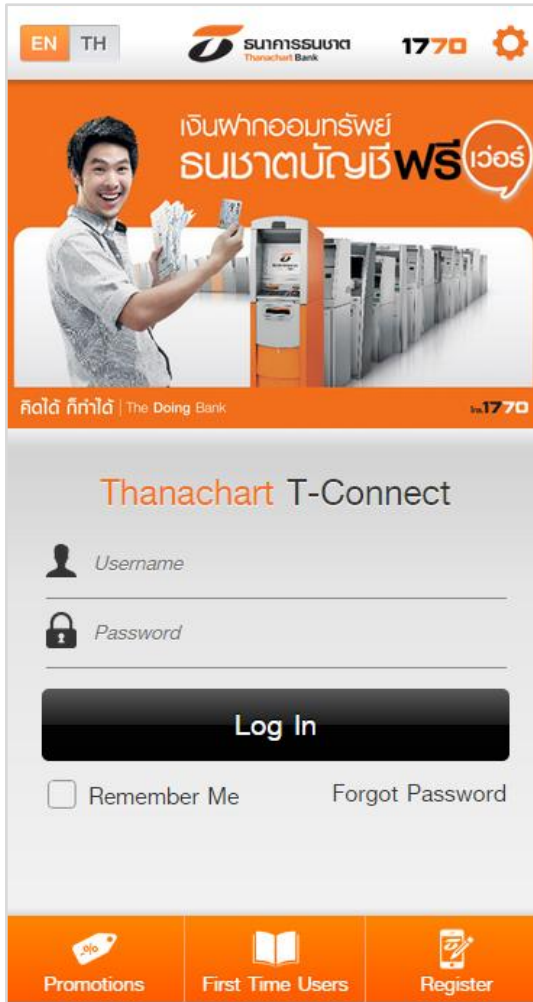 EN TH
ธนาคารธนชาต
Thanachart Bank
1770
เงินฝากออมทรัพย์
ธนชาตบัญชีฟรีเว่อร์
คิดได้ ก็ทำได้ | The Doing Bank
โทร.1770
Thanachart T-Connect
Username
Password
Log In
Remember Me
Forgot Password
Promotions
First Time Users
Register